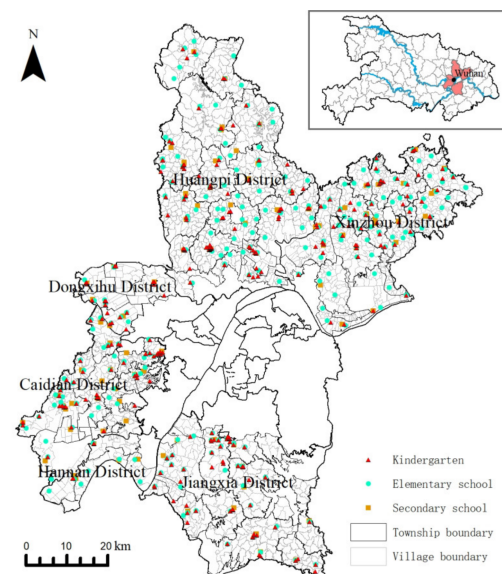 N
Wuhan
Huangpi District
Xinzhou District
Dongxihu District
Caidian District
Hannan District
Jiangxia District
Kindergarten
Elementary school
Secondary school
Township boundary
Village boundary
0 10 20 km